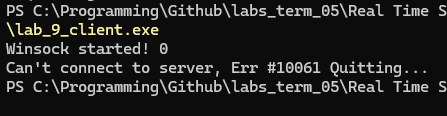 PS C:\Programming\Github\labs_term_05\Real Time S
\lab_9_client.exe
Winsock started! 0
Can't connect to server, Err #10061 Quitting...
PS C:\Programming\Github\labs_term_05\Real Time S